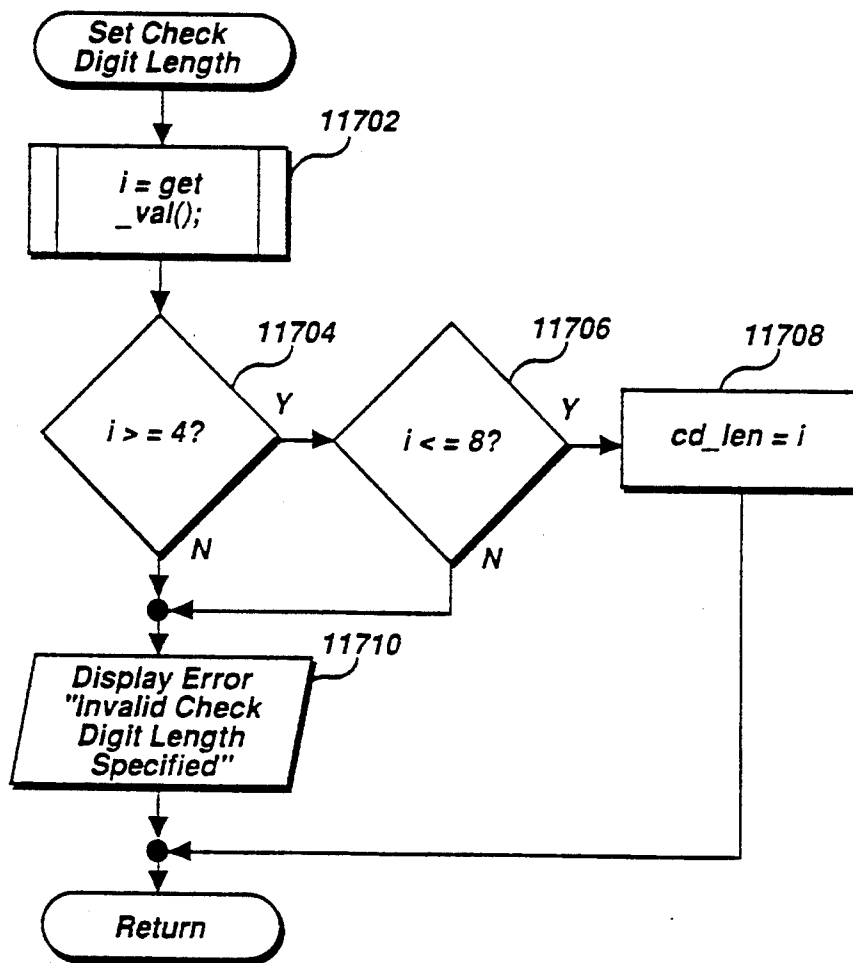 Set Check
Digit Length
11702
i = get
_val();
11704
i > = 4?
Y
N
11706
i < = 8?
Y
N
11708
cd_len = i
11710
Display Error
"Invalid Check
Digit Length
Specified"
Return